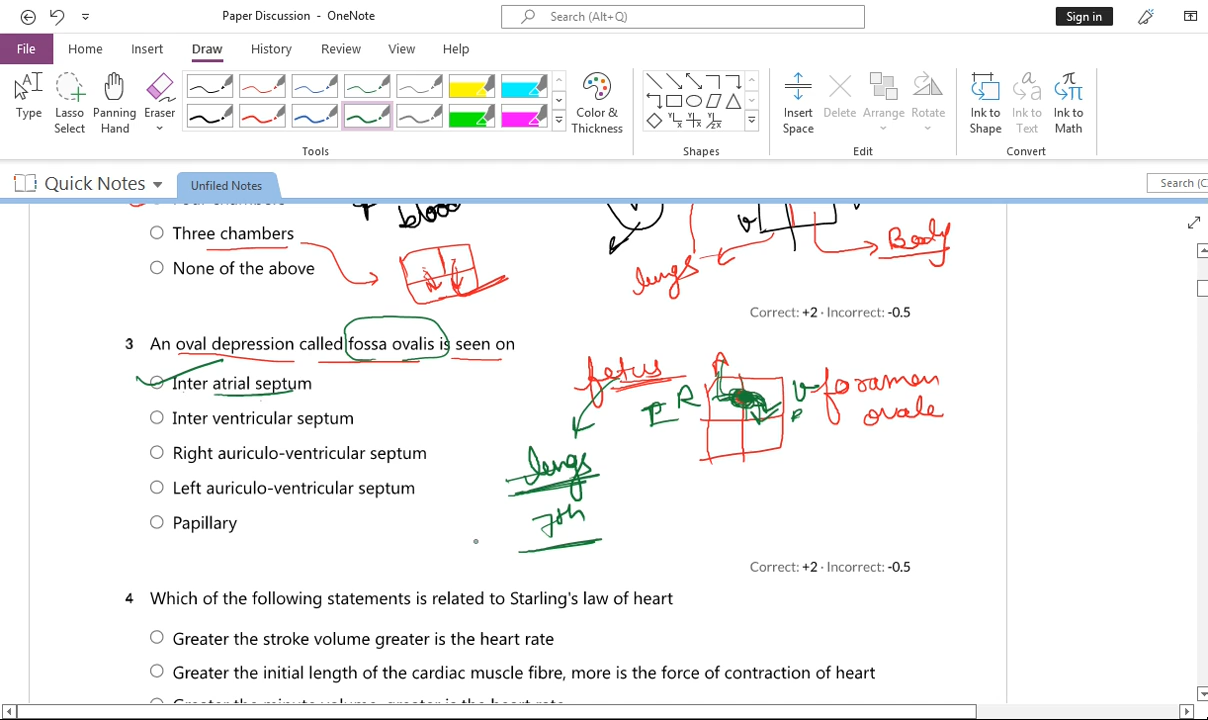 Paper Discussion - OneNote
Search (Alt+Q)
Sign in
File Home Insert Draw History Review View Help
Type
Lasso Select
Panning Hand
Eraser
Color & Thickness
Insert Space
Delete
Arrange
Rotate
Ink to Shape
Ink to Text
Ink to Math
Tools
Shapes
Edit
Convert
Quick Notes
Unfiled Notes
Search (C
blood
Three chambers
None of the above
lungs
Body
Correct: +2 · Incorrect: -0.5
3 An oval depression called fossa ovalis is seen on
Inter atrial septum
Inter ventricular septum
Right auriculo-ventricular septum
Left auriculo-ventricular septum
Papillary
fetus
R
foramen
ovale
lungs
7th
Correct: +2 · Incorrect: -0.5
4 Which of the following statements is related to Starling's law of heart
Greater the stroke volume greater is the heart rate
Greater the initial length of the cardiac muscle fibre, more is the force of contraction of heart